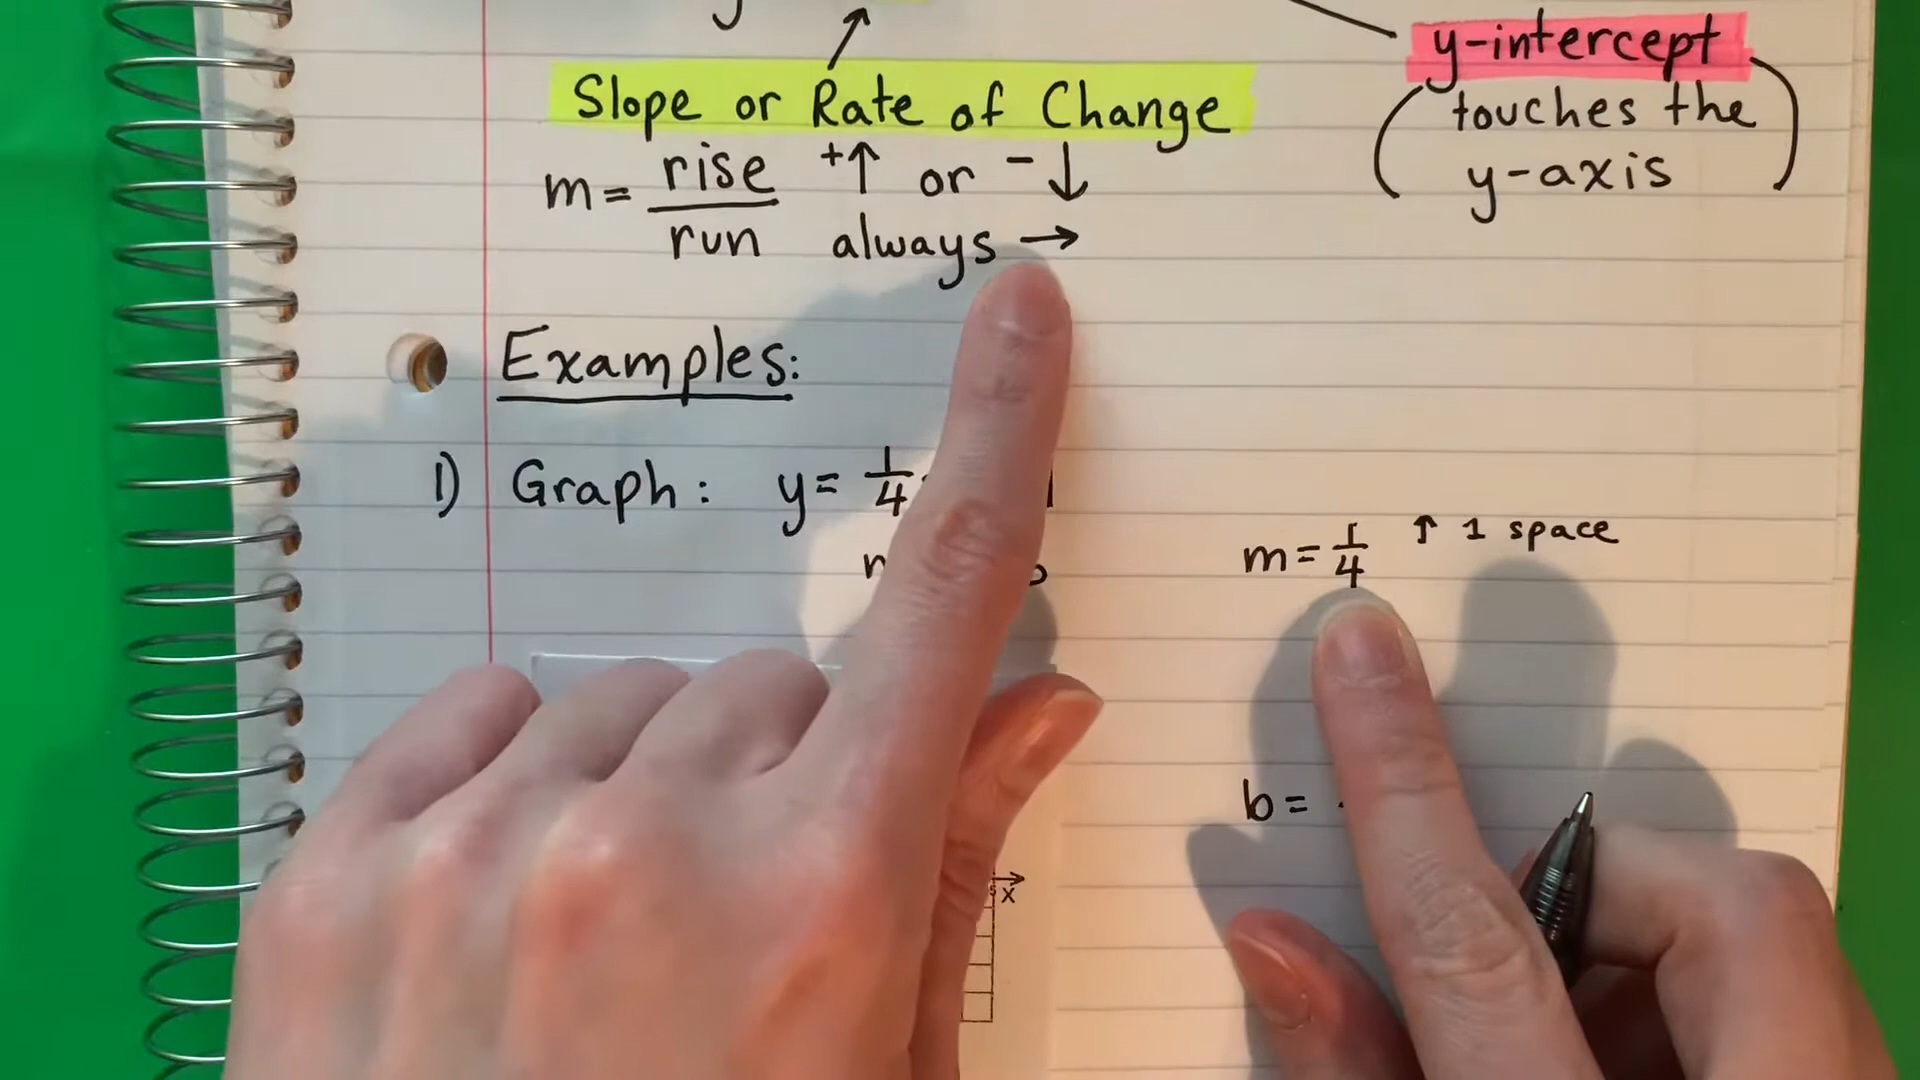 y-intercept
Slope or Rate of Change
touches the
y-axis
m = rise/run +↑ or -↓
always →
Examples:
1) Graph: y = 1/4
m = 1/4 ↑ 1 space
b =
x